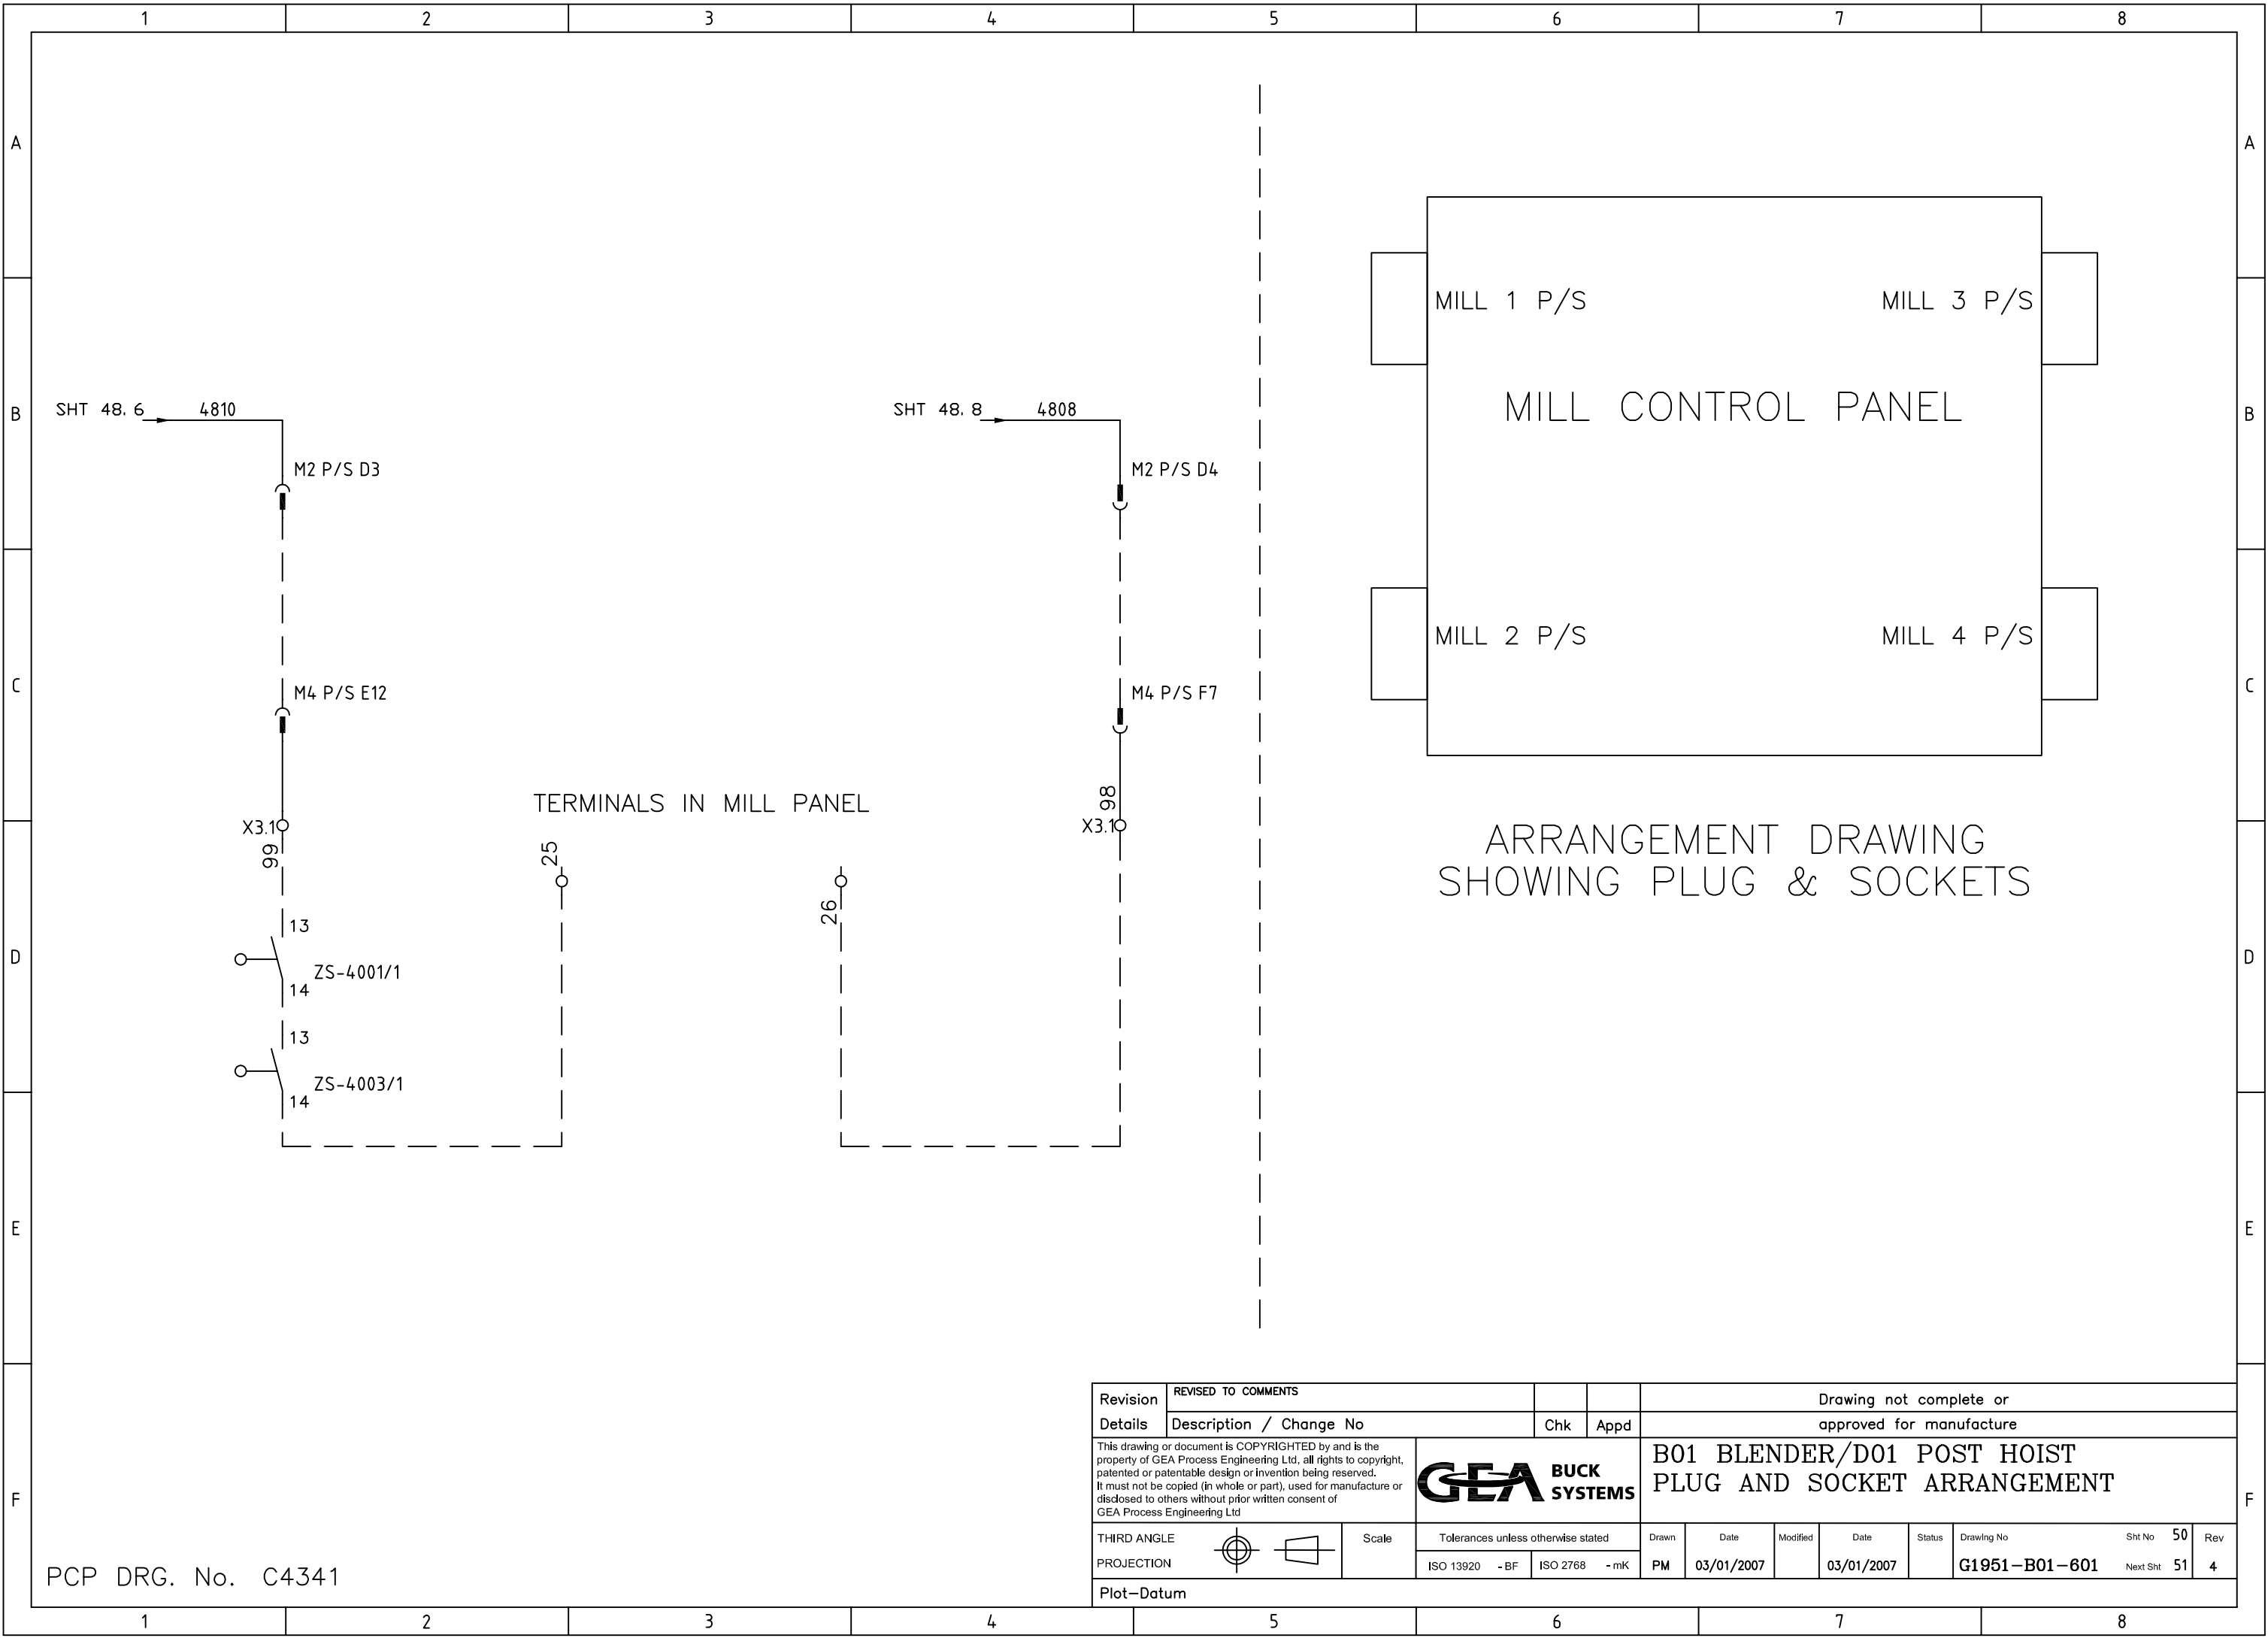 1 2 3 4 5 6 7 8
A A
MILL 1 P/S MILL 3 P/S
B SHT 48.6 4810 SHT 48.8 4808 MILL CONTROL PANEL B
M2 P/S D3 M2 P/S D4
MILL 2 P/S MILL 4 P/S
C M4 P/S E12 M4 P/S F7 C
TERMINALS IN MILL PANEL
98
X3.1 X3.1
99
25
26
ARRANGEMENT DRAWING
SHOWING PLUG & SOCKETS
13
D ZS-4001/1 D
14
13
ZS-4003/1
14
E E
Revision REVISED TO COMMENTS
Details Description / Change No Chk Appd
Drawing not complete or
approved for manufacture
This drawing or document is COPYRIGHTED by and is the
property of GEA Process Engineering Ltd, all rights to copyright,
patented or patentable design or invention being reserved.
It must not be copied (in whole or part), used for manufacture or
disclosed to others without prior written consent of
GEA Process Engineering Ltd
GEA BUCK
SYSTEMS
B01 BLENDER/D01 POST HOIST
PLUG AND SOCKET ARRANGEMENT
F F
THIRD ANGLE
PROJECTION
Scale
Tolerances unless otherwise stated
ISO 13920 -BF ISO 2768 -mK
Drawn Date Modified Date Status Drawing No Sht No 50 Rev
PM 03/01/2007 03/01/2007 G1951-B01-601 Next Sht 51 4
Plot-Datum
PCP DRG. No. C4341
1 2 3 4 5 6 7 8